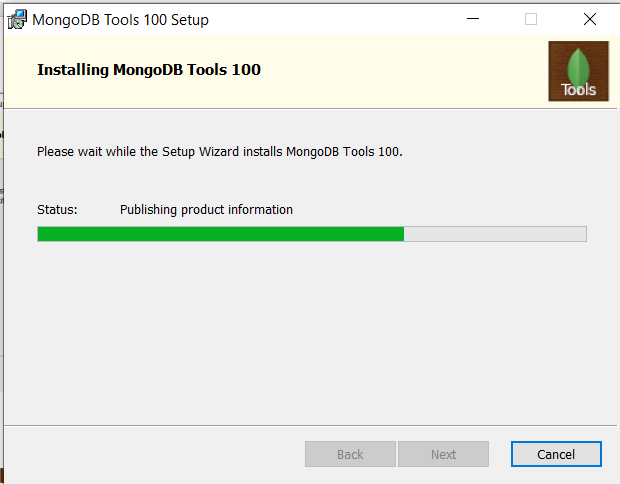 MongoDB Tools 100 Setup
Installing MongoDB Tools 100
Tools
Please wait while the Setup Wizard installs MongoDB Tools 100.
Status: Publishing product information
Back Next Cancel